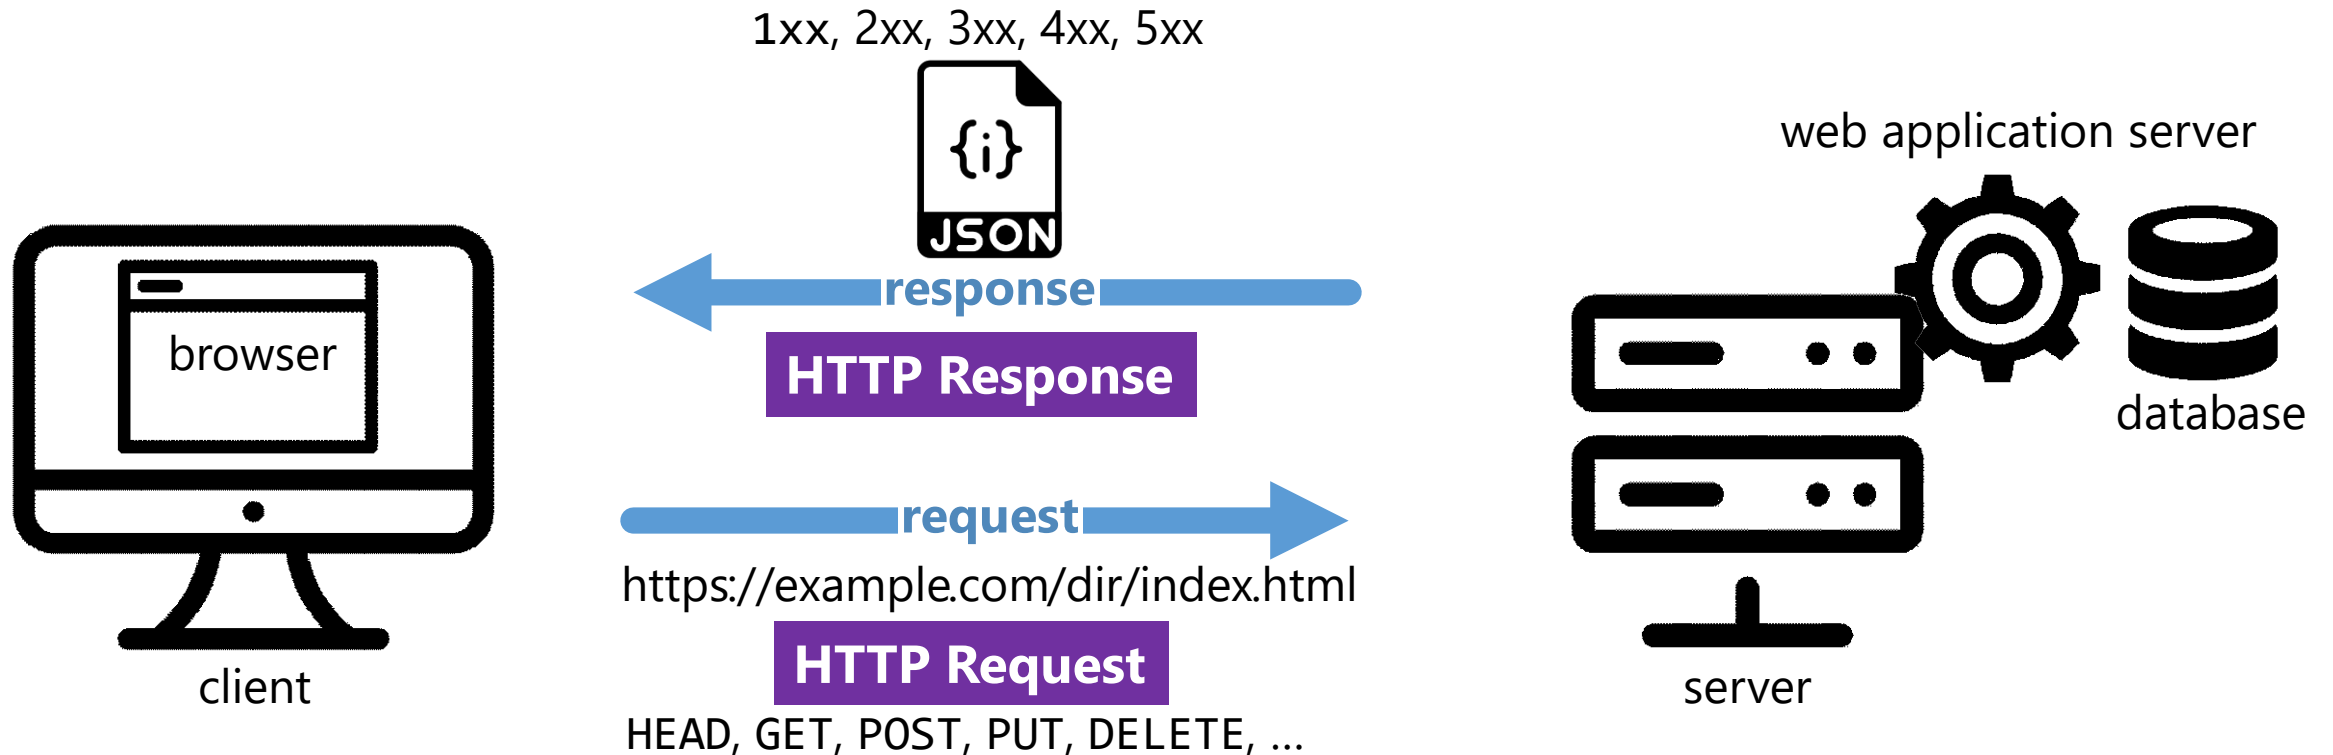 1xx, 2xx, 3xx, 4xx, 5xx
{i}
JSON
web application server
response
browser
HTTP Response
database
request
https://example.com/dir/index.html
HTTP Request
client
server
HEAD, GET, POST, PUT, DELETE, ...